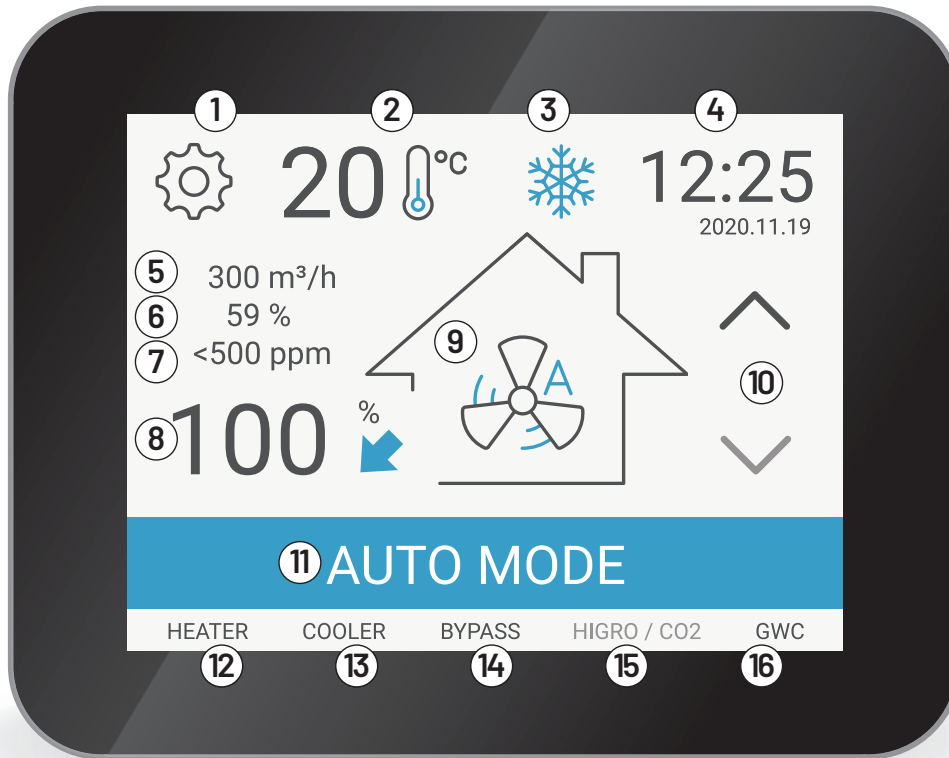 1 2 3 4
20 °C 12:25
2020.11.19
5 300 m³/h
6 59 %
7 <500 ppm
9 A
10
8 100 %
11 AUTO MODE
HEATER COOLER BYPASS HIGRO / CO2 GWC
12 13 14 15 16